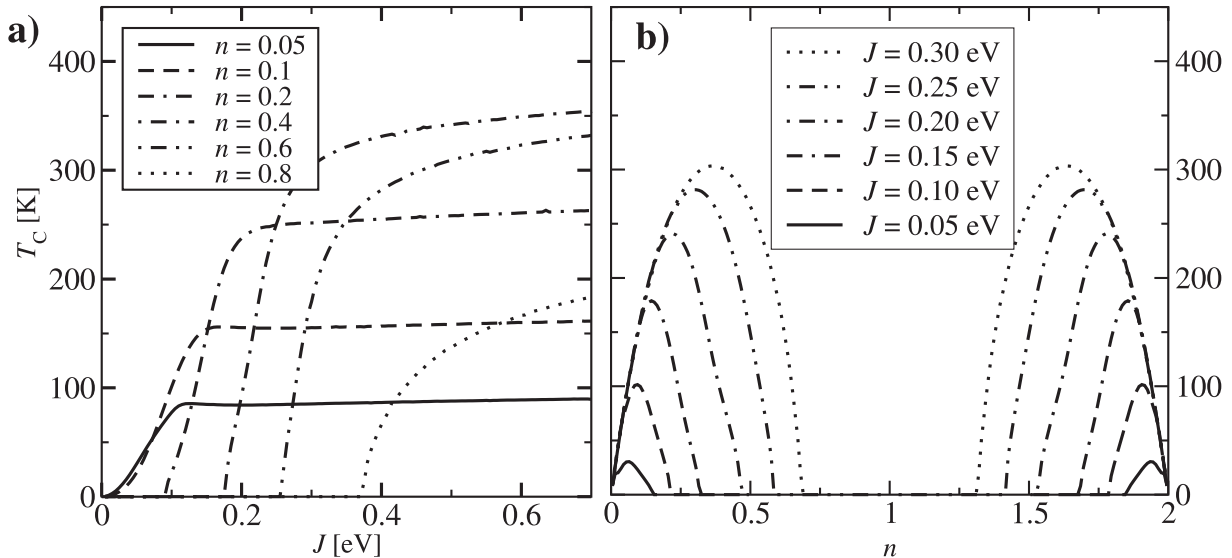 a)
n = 0.05
n = 0.1
n = 0.2
n = 0.4
n = 0.6
n = 0.8
400
300
200
100
0
T_C [K]
0
0.2
0.4
0.6
J [eV]
b)
J = 0.30 eV
J = 0.25 eV
J = 0.20 eV
J = 0.15 eV
J = 0.10 eV
J = 0.05 eV
400
300
200
100
0
0
0.5
1
1.5
2
n